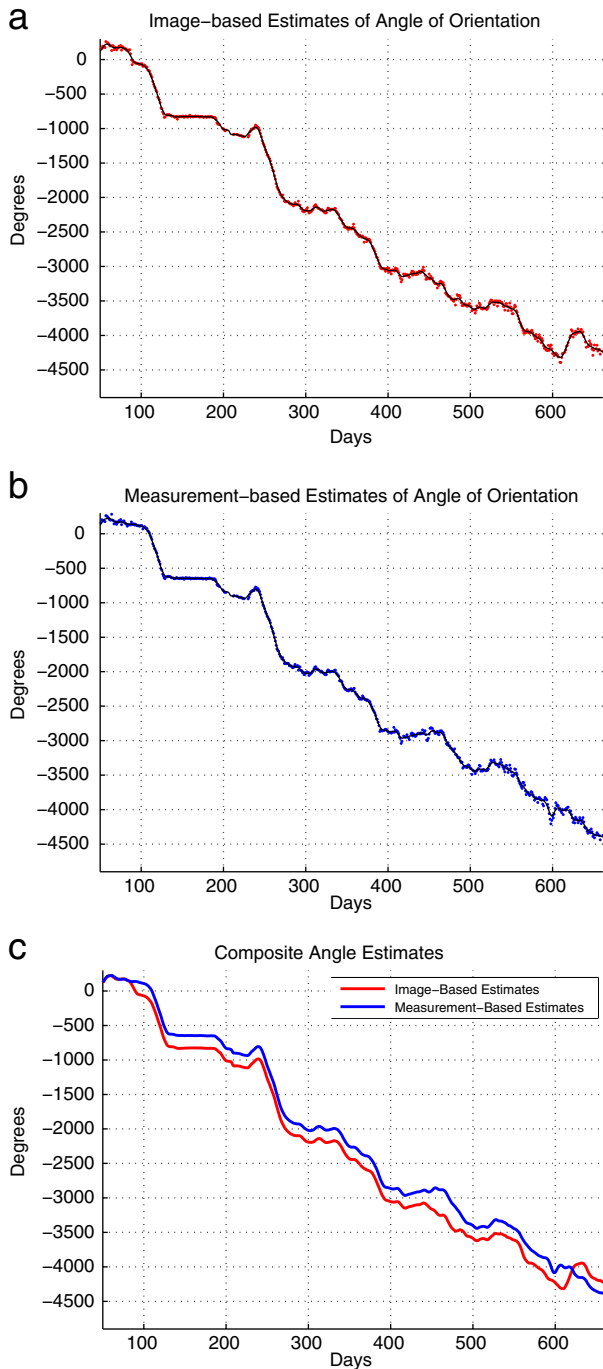 a
Image-based Estimates of Angle of Orientation
0
−500
−1000
−1500
−2000
−2500
−3000
−3500
−4000
−4500
Degrees
100 200 300 400 500 600
Days
b
Measurement−based Estimates of Angle of Orientation
0
−500
−1000
−1500
−2000
−2500
−3000
−3500
−4000
−4500
Degrees
100 200 300 400 500 600
Days
c
Composite Angle Estimates
Image−Based Estimates
Measurement−Based Estimates
0
−500
−1000
−1500
−2000
−2500
−3000
−3500
−4000
−4500
Degrees
100 200 300 400 500 600
Days